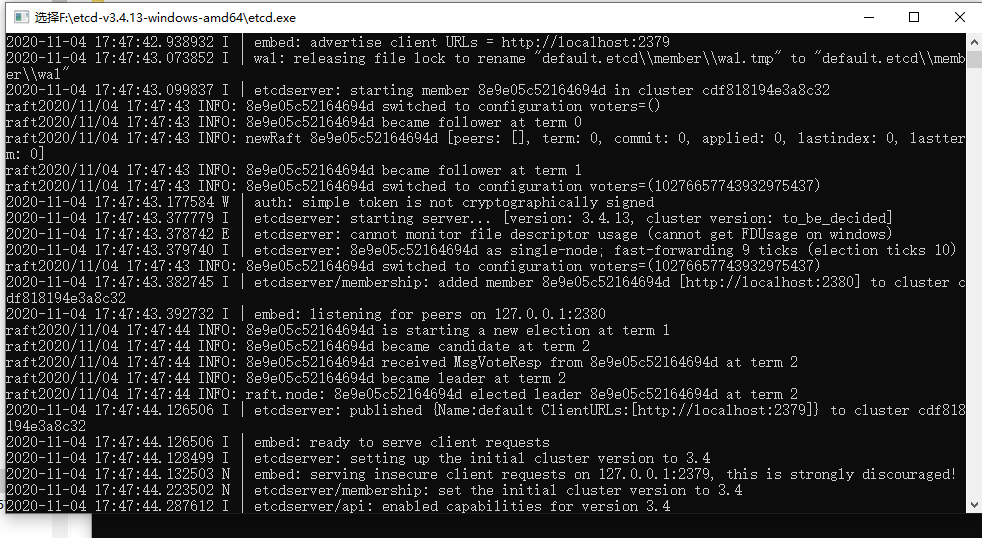 选择F:\etcd-v3.4.13-windows-amd64\etcd.exe
2020-11-04 17:47:42.938932 I | embed: advertise client URLs = http://localhost:2379
2020-11-04 17:47:43.073852 I | wal: releasing file lock to rename "default.etcd\\member\\wal.tmp" to "default.etcd\\memb
er\\wal"
2020-11-04 17:47:43.099837 I | etcdserver: starting member 8e9e05c52164694d in cluster cdf818194e3a8c32
raft2020/11/04 17:47:43 INFO: 8e9e05c52164694d switched to configuration voters=()
raft2020/11/04 17:47:43 INFO: 8e9e05c52164694d became follower at term 0
raft2020/11/04 17:47:43 INFO: newRaft 8e9e05c52164694d [peers: [], term: 0, commit: 0, applied: 0, lastindex: 0, lastter
m: 0]
raft2020/11/04 17:47:43 INFO: 8e9e05c52164694d became follower at term 1
raft2020/11/04 17:47:43 INFO: 8e9e05c52164694d switched to configuration voters=(10276657743932975437)
2020-11-04 17:47:43.177584 W | auth: simple token is not cryptographically signed
2020-11-04 17:47:43.377779 I | etcdserver: starting server... [version: 3.4.13, cluster version: to_be_decided]
2020-11-04 17:47:43.378742 E | etcdserver: cannot monitor file descriptor usage (cannot get FDUsage on windows)
2020-11-04 17:47:43.379740 I | etcdserver: 8e9e05c52164694d as single-node; fast-forwarding 9 ticks (election ticks 10)
raft2020/11/04 17:47:43 INFO: 8e9e05c52164694d switched to configuration voters=(10276657743932975437)
2020-11-04 17:47:43.382745 I | etcdserver/membership: added member 8e9e05c52164694d [http://localhost:2380] to cluster c
df818194e3a8c32
2020-11-04 17:47:43.392732 I | embed: listening for peers on 127.0.0.1:2380
raft2020/11/04 17:47:44 INFO: 8e9e05c52164694d is starting a new election at term 1
raft2020/11/04 17:47:44 INFO: 8e9e05c52164694d became candidate at term 2
raft2020/11/04 17:47:44 INFO: 8e9e05c52164694d received MsgVoteResp from 8e9e05c52164694d at term 2
raft2020/11/04 17:47:44 INFO: 8e9e05c52164694d became leader at term 2
raft2020/11/04 17:47:44 INFO: raft.node: 8e9e05c52164694d elected leader 8e9e05c52164694d at term 2
2020-11-04 17:47:44.126506 I | etcdserver: published {Name:default ClientURLs:[http://localhost:2379]} to cluster cdf818
194e3a8c32
2020-11-04 17:47:44.126506 I | embed: ready to serve client requests
2020-11-04 17:47:44.128499 I | etcdserver: setting up the initial cluster version to 3.4
2020-11-04 17:47:44.132503 N | embed: serving insecure client requests on 127.0.0.1:2379, this is strongly discouraged!
2020-11-04 17:47:44.223502 N | etcdserver/membership: set the initial cluster version to 3.4
2020-11-04 17:47:44.287612 I | etcdserver/api: enabled capabilities for version 3.4